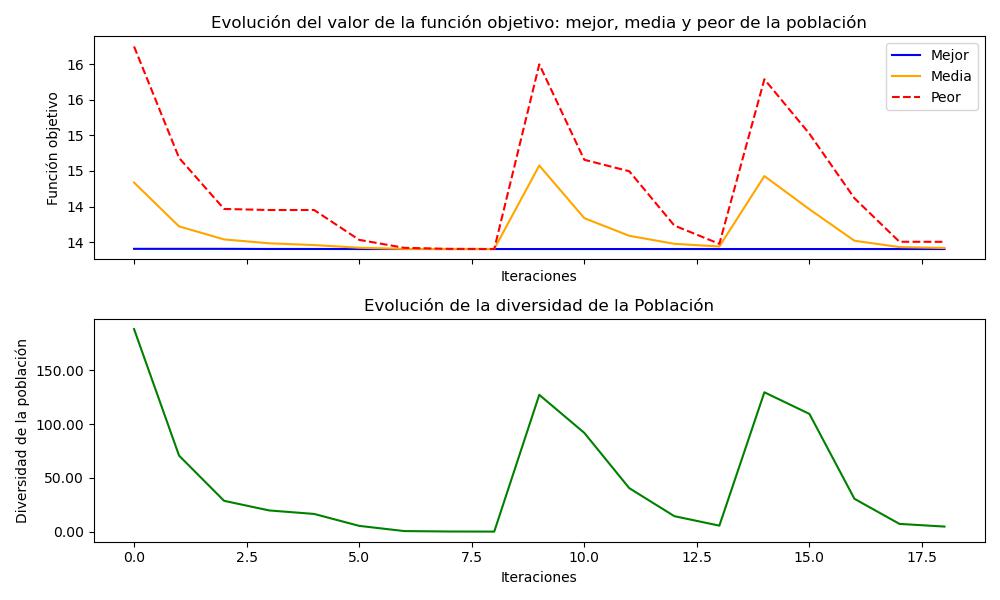 Evolución del valor de la función objetivo: mejor, media y peor de la población
16
16
15
15
14
14
Función objetivo
Mejor
Media
Peor
Iteraciones
Evolución de la diversidad de la Población
150.00
100.00
50.00
0.00
Diversidad de la población
0.0 2.5 5.0 7.5 10.0 12.5 15.0 17.5
Iteraciones